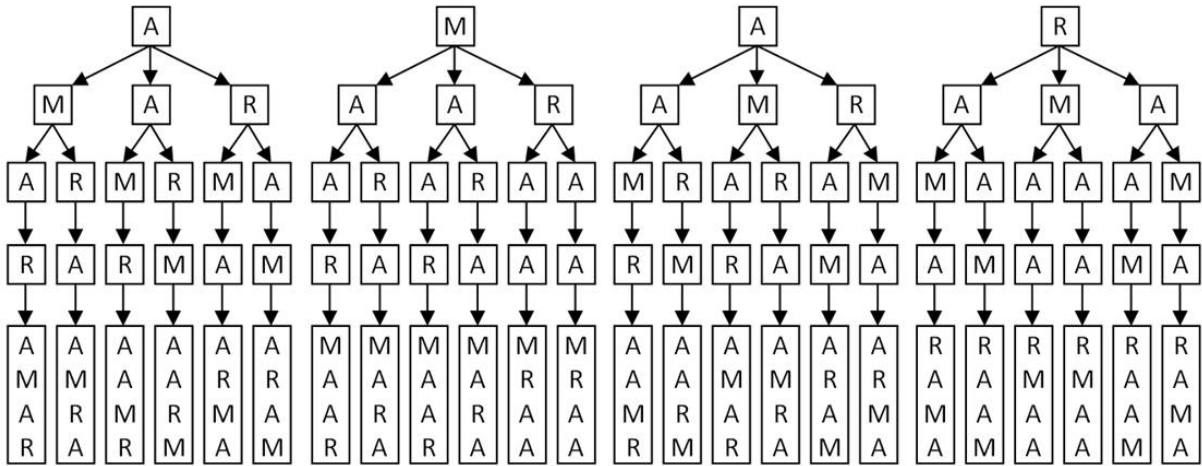 A M A R
M A R A A R A M R A M A
A R M R M A A R A R A A M R A R A M M A A A A M
R A R M A M R A R A A A R M R A M A A M A A M A
A A A A A A M M M M M M A A A A A A R R R R R R
M M A A R R A A A A R R A A M M R R A A M M A A
A R M R M A A R A R A A M R A R A M M A A A A M
R A R M A M R A R A A A R M R A M A A M A A M A